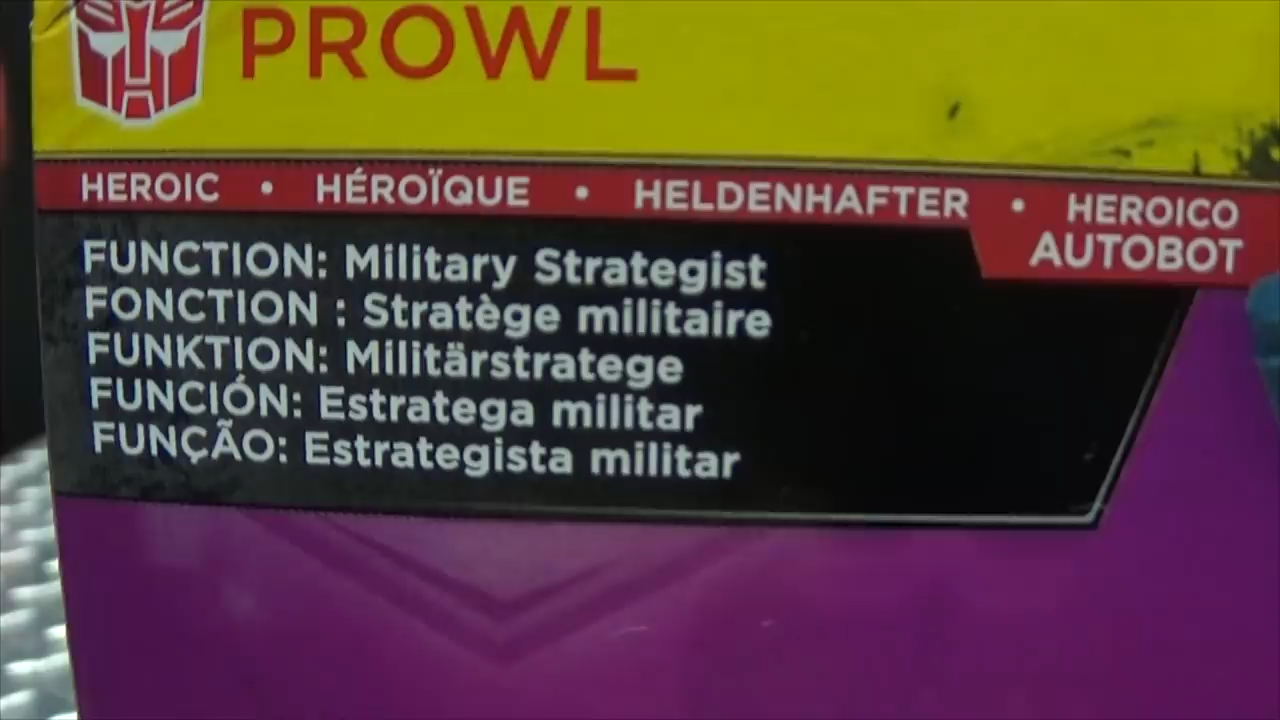 PROWL
HEROIC • HÉROÏQUE • HELDENHAFTER • HEROICO
AUTOBOT
FUNCTION: Military Strategist
FONCTION : Stratège militaire
FUNKTION: Militärstratege
FUNCIÓN: Estratega militar
FUNÇÃO: Estrategista militar